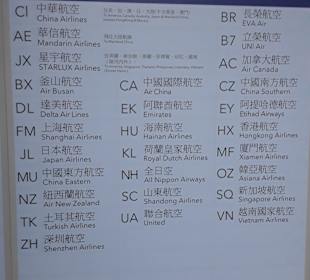 CI 中華航空
China Airlines
AE 華信航空
Mandarin Airlines
JX 星宇航空
STARLUX Airlines
BX 釜山航空
Air Busan
DL 達美航空
Delta Air Lines
FM 上海航空
Shanghai Airlines
JL 日本航空
Japan Airlines
MU 中國東方航空
China Eastern
NZ 紐西蘭航空
Air New Zealand
TK 土耳其航空
Turkish Airlines
ZH 深圳航空
Shenzhen Airlines
CA 中國國際航空
Air China
EK 阿聯酋航空
Emirates
HU 海南航空
Hainan Airlines
KL 荷蘭皇家航空
Royal Dutch Airlines
NH 全日空
All Nippon Airways
SC 山東航空
Shandong Airlines
UA 聯合航空
United
BR 長榮航空
EVA Air
B7 立榮航空
UNI Air
AC 加拿大航空
Air Canada
CZ 中國南方航空
China Southern
EY 阿提哈德航空
Etihad Airways
HX 香港航空
Hongkong Airlines
MF 廈門航空
Xiamen Airlines
OZ 韓亞航空
Asiana Airlines
SQ 新加坡航空
Singapore Airlines
VN 越南國家航空
Vietnam Airlines